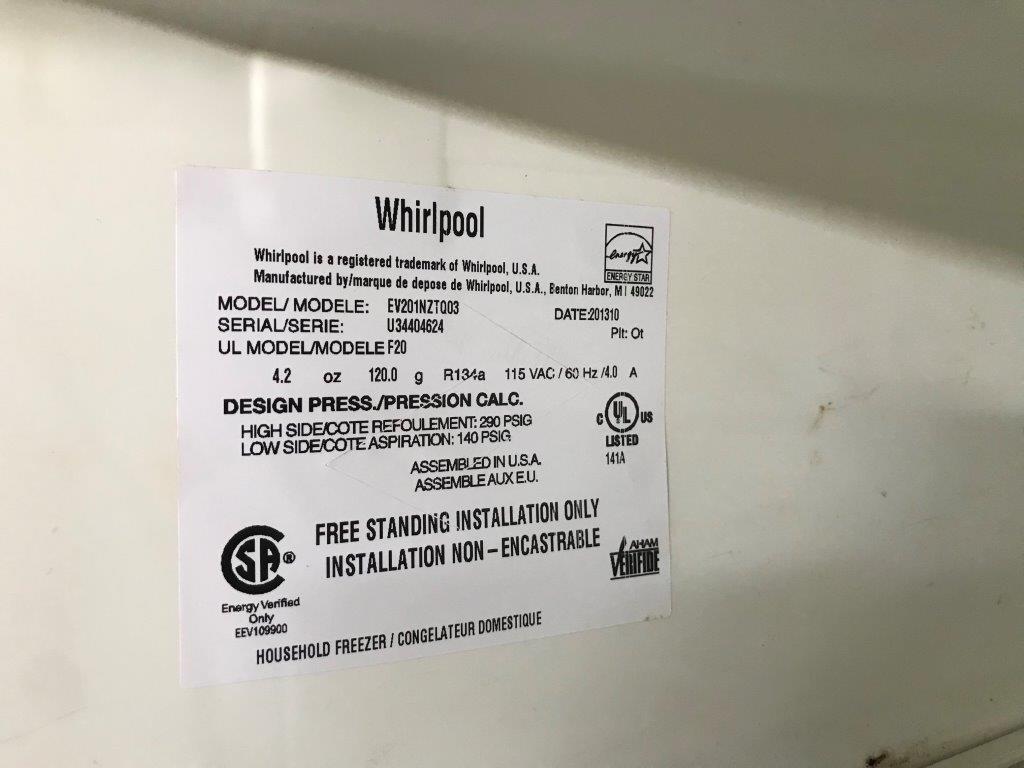 Whirlpool
Whirlpool is a registered trademark of Whirlpool, U.S.A.
Manufactured by/marque de depose de Whirlpool, U.S.A., Benton Harbor, MI 49022
energy
ENERGY STAR
MODEL/ MODELE: EV201NZTQ03 DATE:201310
SERIAL/SERIE: U34404624 Plt: Ot
UL MODEL/MODELE F20
4.2 oz 120.0 g R134a 115 VAC / 60 Hz /4.0 A
DESIGN PRESS./PRESSION CALC.
HIGH SIDE/COTE REFOULEMENT: 290 PSIG
LOW SIDE/COTE ASPIRATION: 140 PSIG
C UL US
LISTED
141A
ASSEMBLED IN U.S.A.
ASSEMBLE AUX E.U.
FREE STANDING INSTALLATION ONLY
INSTALLATION NON – ENCASTRABLE
SA ®
Energy Verified
Only
EEV109900
AHAM
VERIFIDE
HOUSEHOLD FREEZER / CONGELATEUR DOMESTIQUE